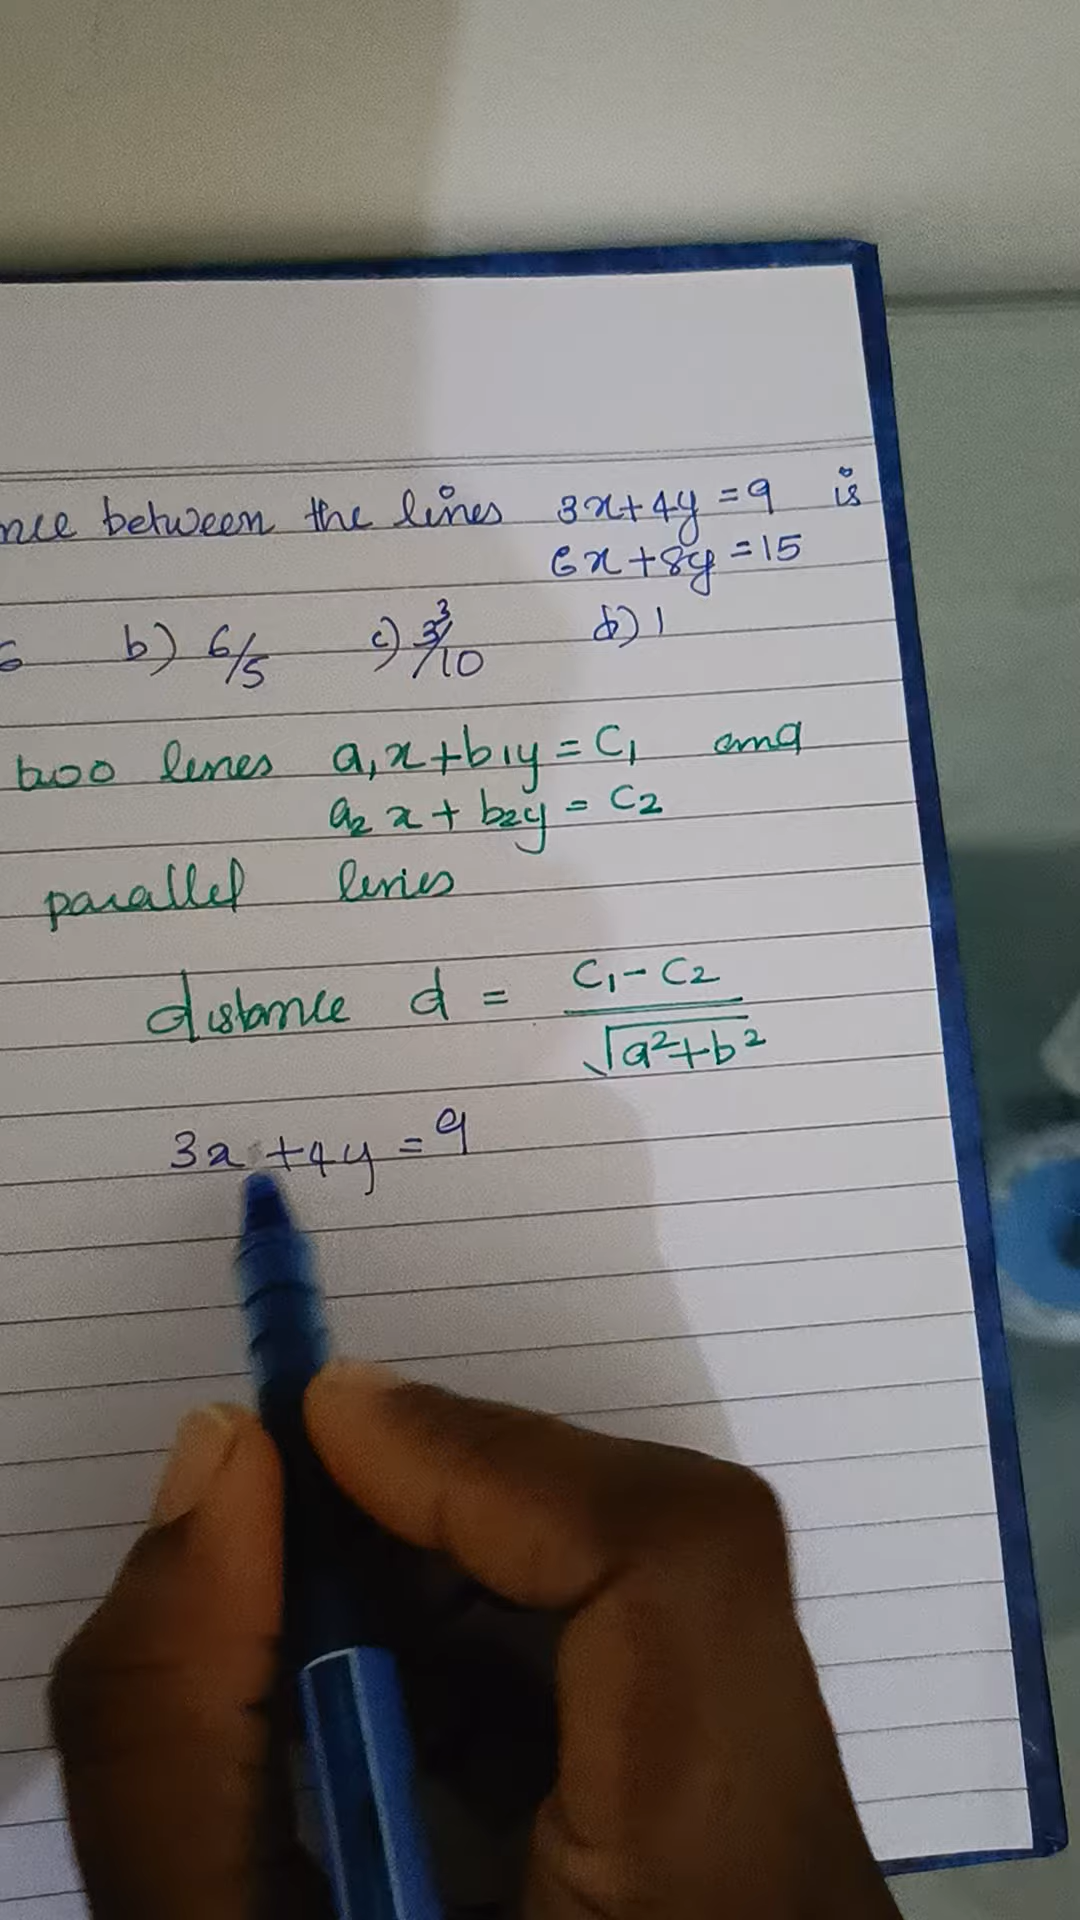 between the lines 3x+4y=9 is
6x+8y=15
b) 6/5 c) 3/10 d) 1
two lines a₁x+b₁y=C₁ and
a₂x+b₂y=C₂
parallel lines
distance d = C₁-C₂
√a²+b²
3x+4y=9